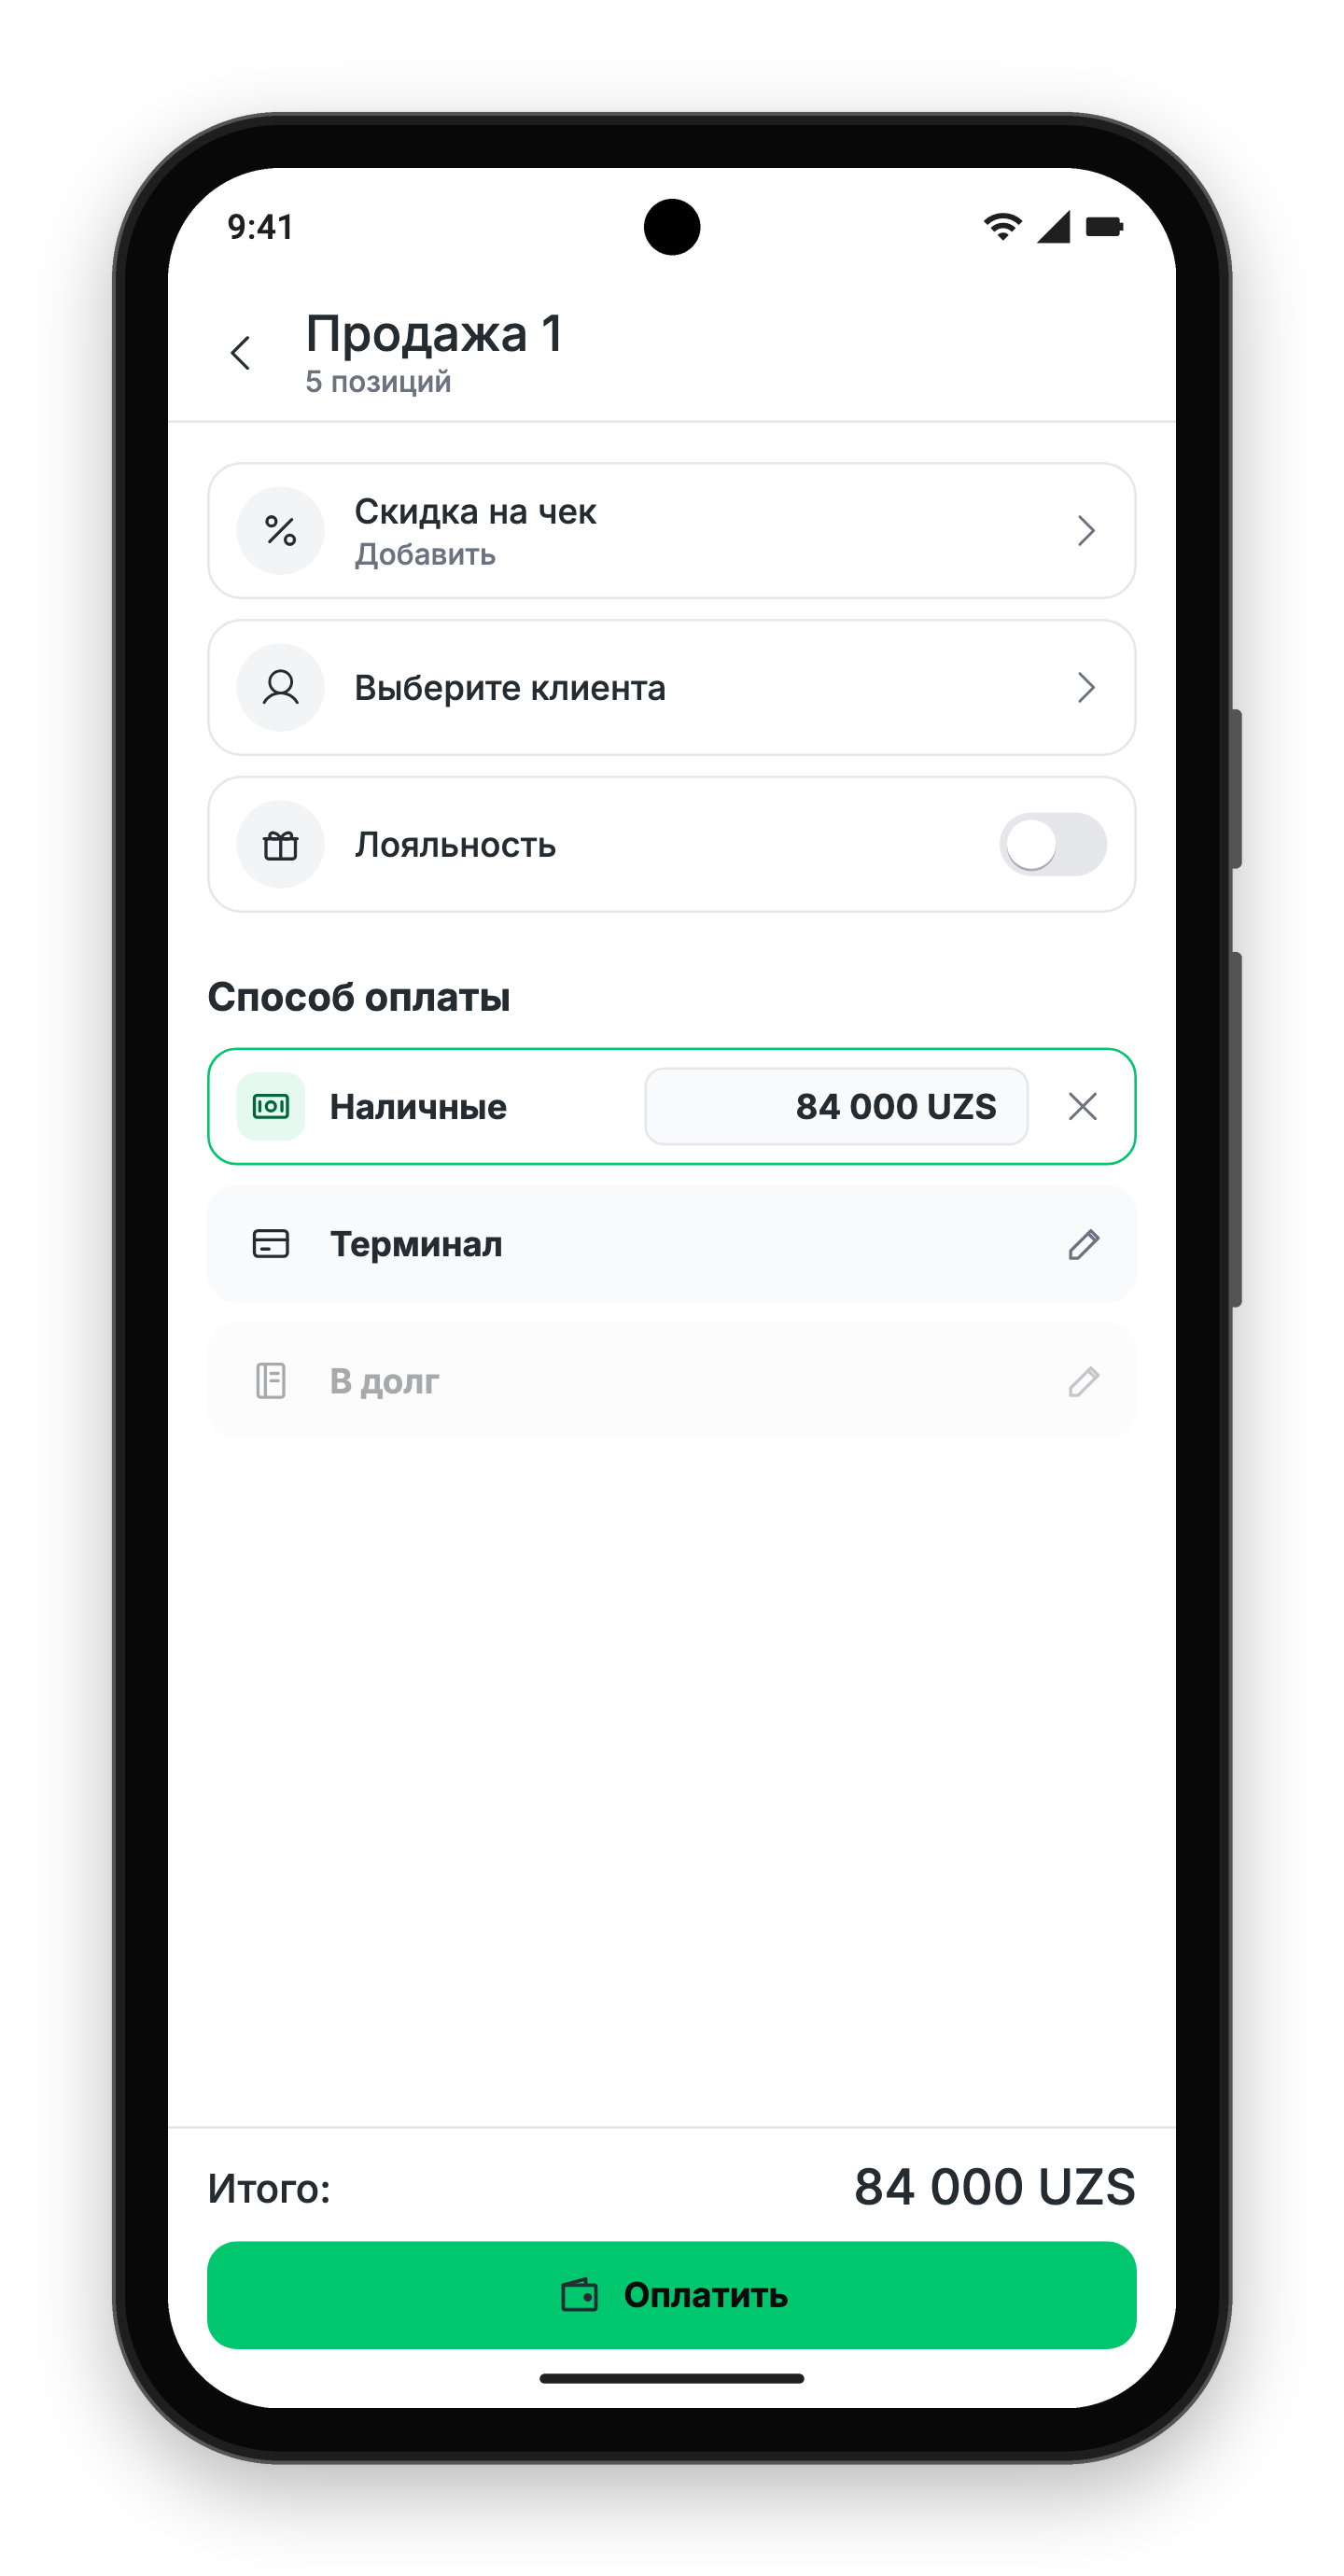 9:41
Продажа 1
5 позиций
Скидка на чек
Добавить
Выберите клиента
Лояльность
Способ оплаты
Наличные 84 000 UZS
Терминал
В долг
Итого: 84 000 UZS
Оплатить